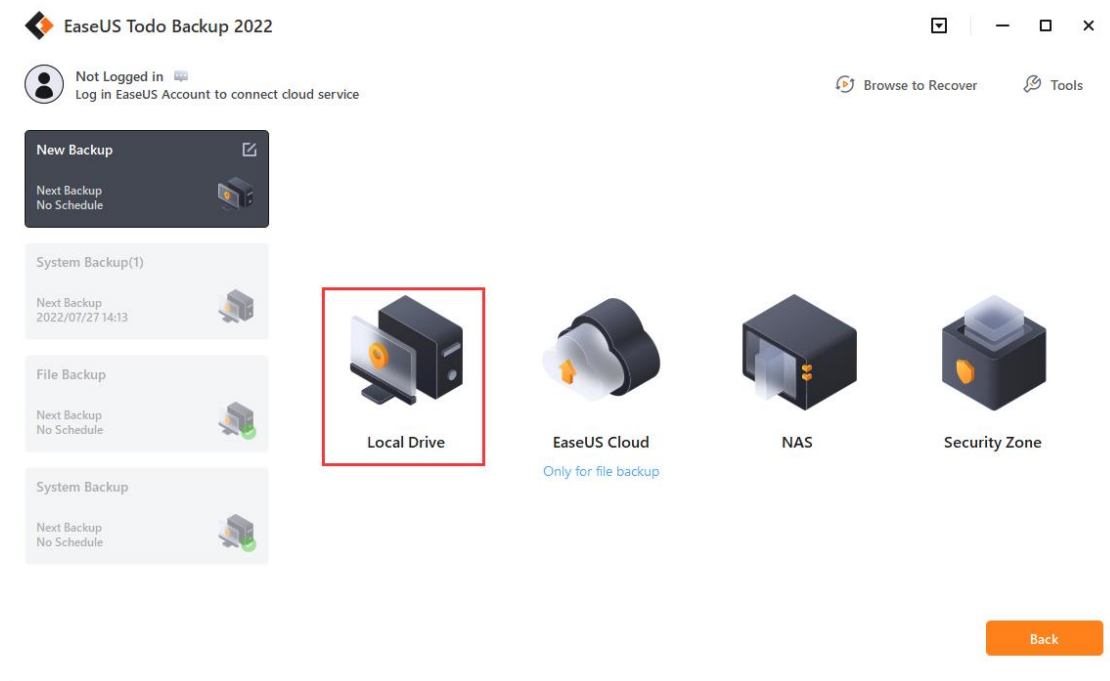 EaseUS Todo Backup 2022
Not Logged in
Log in EaseUS Account to connect cloud service
Browse to Recover
Tools
New Backup
Next Backup
No Schedule
System Backup(1)
Next Backup
2022/07/27 14:13
File Backup
Next Backup
No Schedule
System Backup
Next Backup
No Schedule
Local Drive
EaseUS Cloud
Only for file backup
NAS
Security Zone
Back